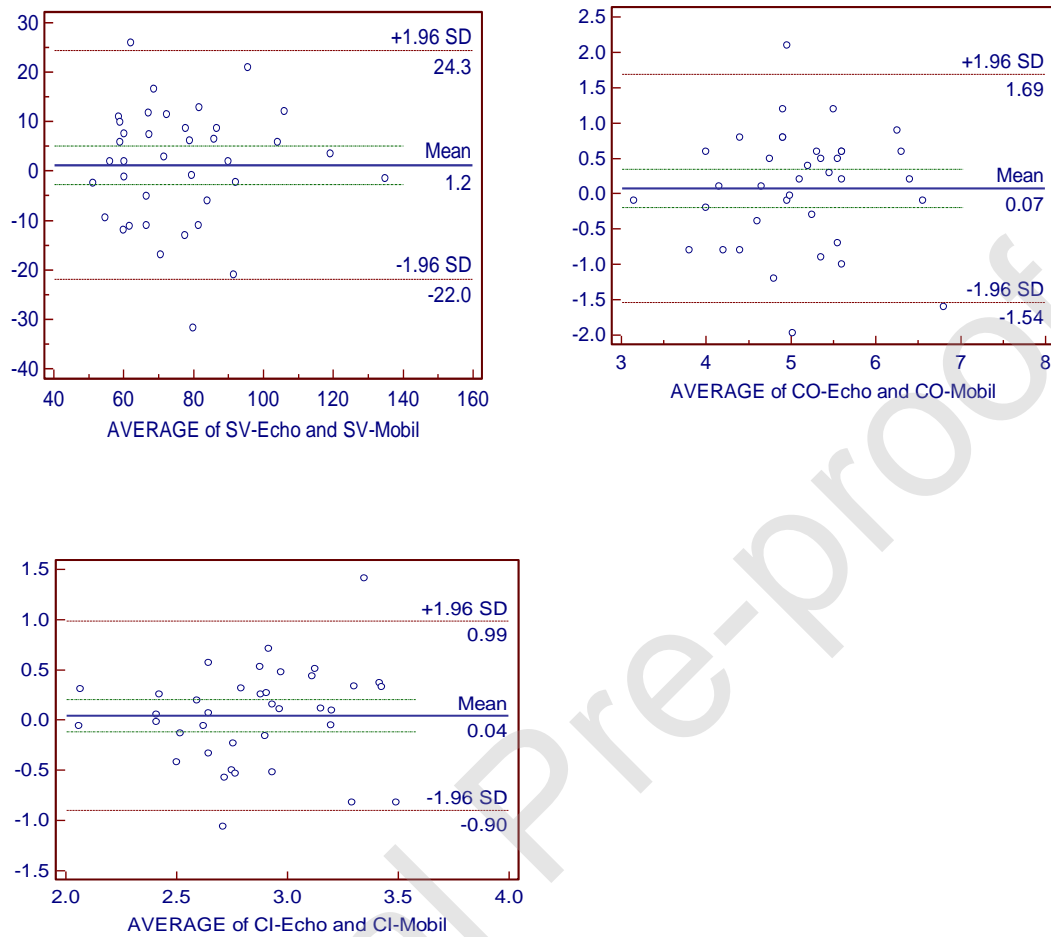 30
20
10
0
-10
-20
-30
-40
+1.96 SD
24.3
Mean
1.2
-1.96 SD
-22.0
40 60 80 100 120 140 160
AVERAGE of SV-Echo and SV-Mobil
2.5
2.0
1.5
1.0
0.5
0.0
-0.5
-1.0
-1.5
-2.0
+1.96 SD
1.69
Mean
0.07
-1.96 SD
-1.54
3 4 5 6 7 8
AVERAGE of CO-Echo and CO-Mobil
1.5
1.0
0.5
0.0
-0.5
-1.0
-1.5
+1.96 SD
0.99
Mean
0.04
-1.96 SD
-0.90
2.0 2.5 3.0 3.5 4.0
AVERAGE of CI-Echo and CI-Mobil
al Pre-proof